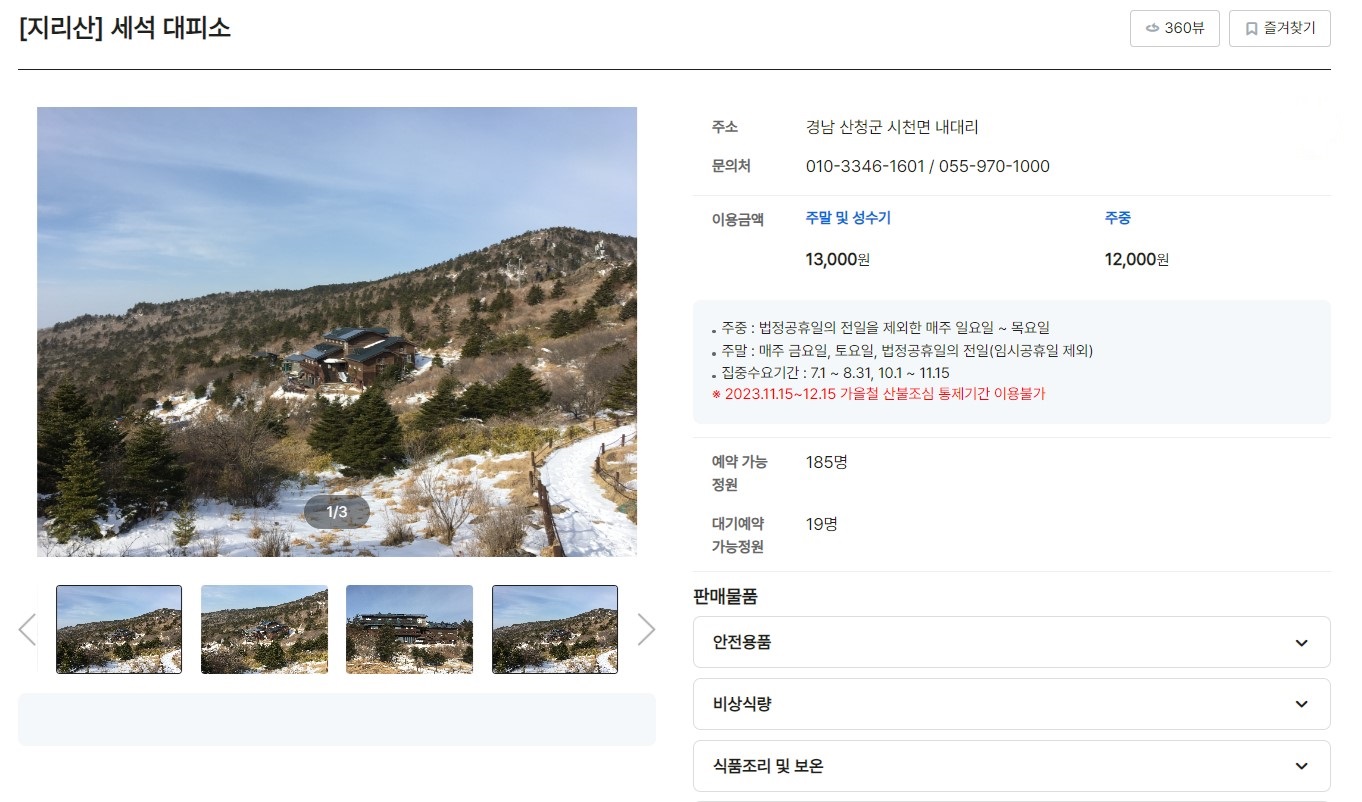 [지리산] 세석 대피소
360뷰
즐겨찾기
주소 경남 산청군 시천면 내대리
문의처 010-3346-1601 / 055-970-1000
이용금액 주말 및 성수기 주중
13,000원 12,000원
• 주중 : 법정공휴일의 전일을 제외한 매주 일요일 ~ 목요일
• 주말 : 매주 금요일, 토요일, 법정공휴일의 전일(임시공휴일 제외)
• 집중수요기간 : 7.1 ~ 8.31, 10.1 ~ 11.15
※ 2023.11.15~12.15 가을철 산불조심 통제기간 이용불가
예약 가능 185명
정원
대기예약 19명
가능정원
1/3
판매물품
안전용품
비상식량
식품조리 및 보온